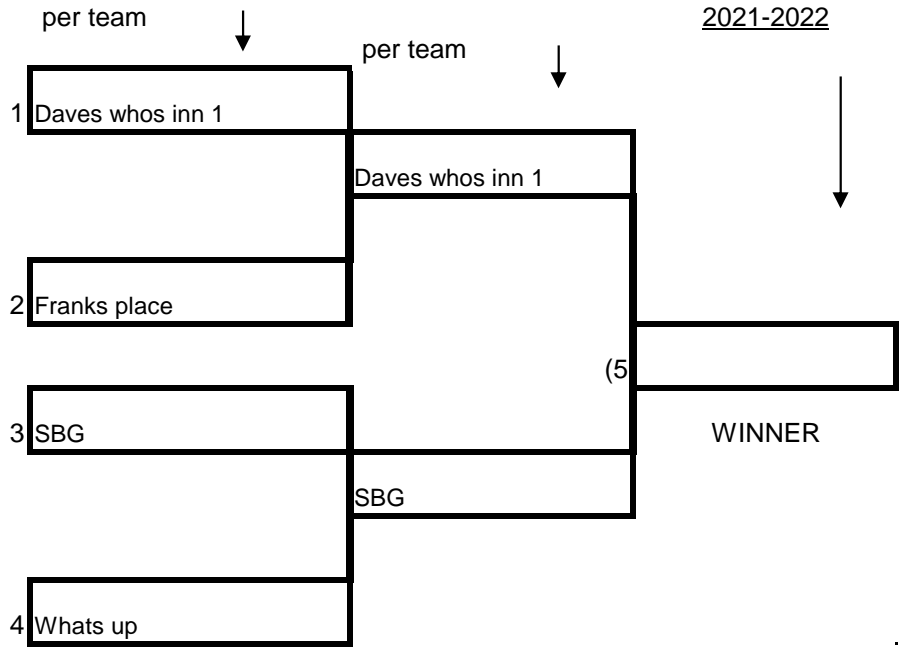 per team
2021-2022
per team
1 Daves whos inn 1
Daves whos inn 1
2 Franks place
(5
3 SBG
WINNER
SBG
4 Whats up